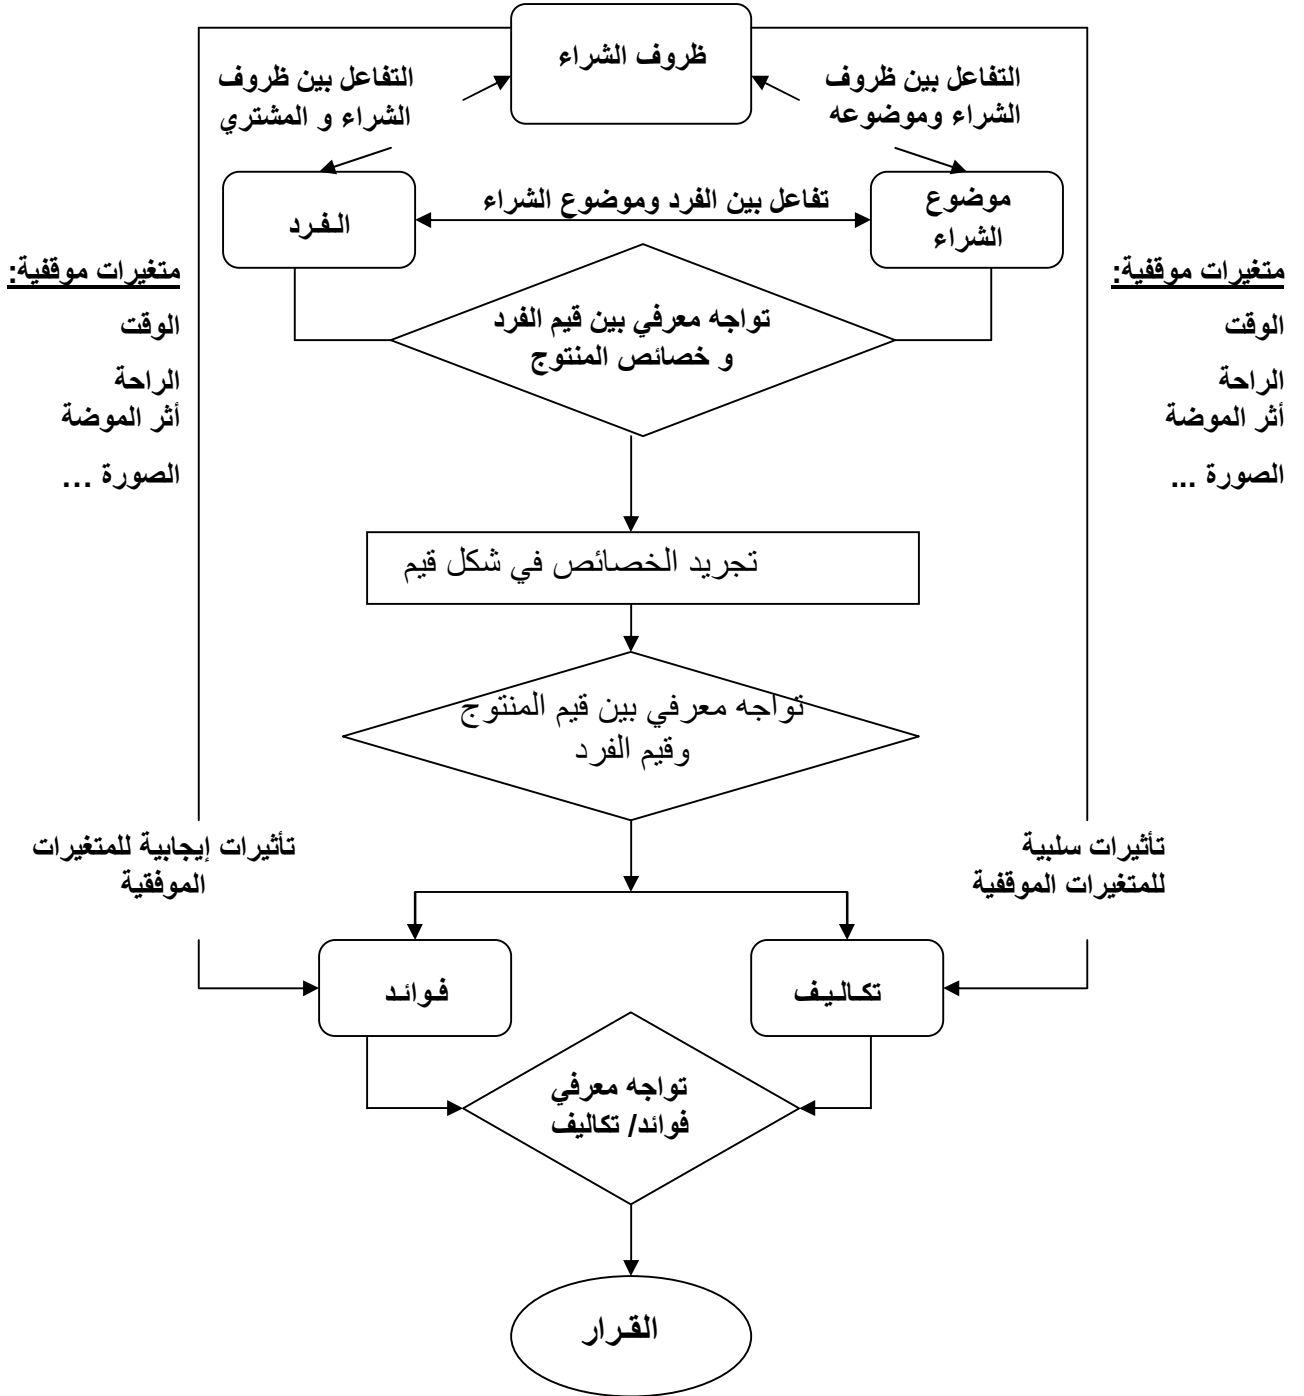 ظروف الشراء
التفاعل بين ظروف
الشراء وموضوعه
التفاعل بين ظروف
الشراء و المشتري
موضوع
الشراء
تفاعل بين الفرد وموضوع الشراء
الـفـرد
متغيرات موقفية:
الوقت
الراحة
أثر الموضة
الصورة ...
تواجه معرفي بين قيم الفرد
و خصائص المنتوج
متغيرات موقفية:
الوقت
الراحة
أثر الموضة
الصورة ...
تجريد الخصائص في شكل قيم
تواجه معرفي بين قيم المنتوج
وقيم الفرد
تأثيرات سلبية
للمتغيرات الموقفية
تأثيرات إيجابية للمتغيرات
الموفقية
تكـالـيـف
فـوائـد
تواجه معرفي
فوائد/ تكاليف
القـرار